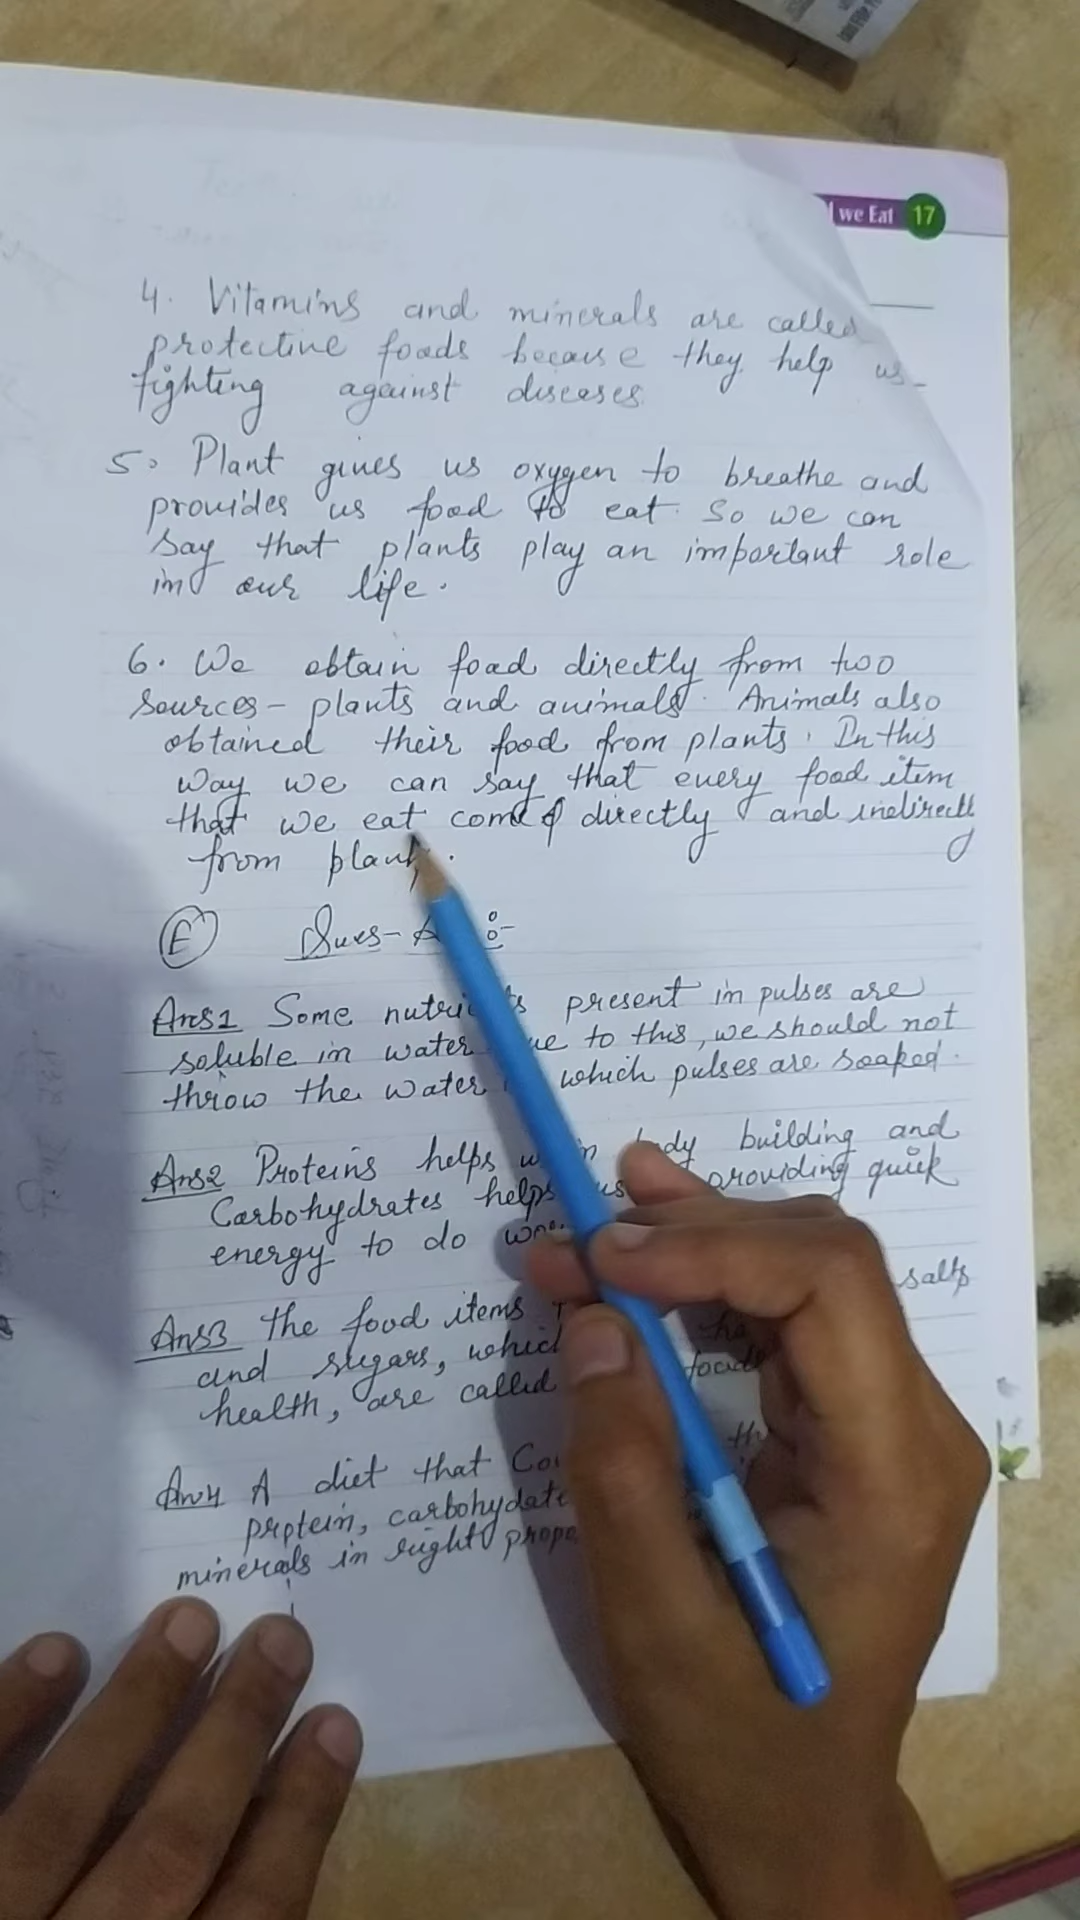 we Eat 17
4. Vitamins and minerals are called
protective foods because they help us
fighting against diseases
5. Plant gives us oxygen to breathe and
provides us food to eat. So we can
say that plants play an important role
in our life.
6. We obtain food directly from two
sources - plants and animals. Animals also
obtained their food from plants. In this
way we can say that every food item
that we eat come directly and indirectly
from plant.
(E) Ques-A :-
Ans1 Some nutrients present in pulses are
soluble in water to this, we should not
throw the water which pulses are soaked.
Ans2 Proteins helps body building and
Carbohydrates helps us providing quick
energy to do
Ans3 The food items salts
and sugars, which
health, are called foods
Ans4 A diet that
protein, carbohydrate
minerals in right